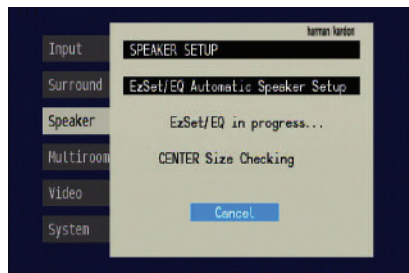 harman kardon
Input
SPEAKER SETUP
Surround
EzSet/EQ Automatic Speaker Setup
Speaker
EzSet/EQ in progress...
Multiroom
CENTER Size Checking
Video
Cancel
System